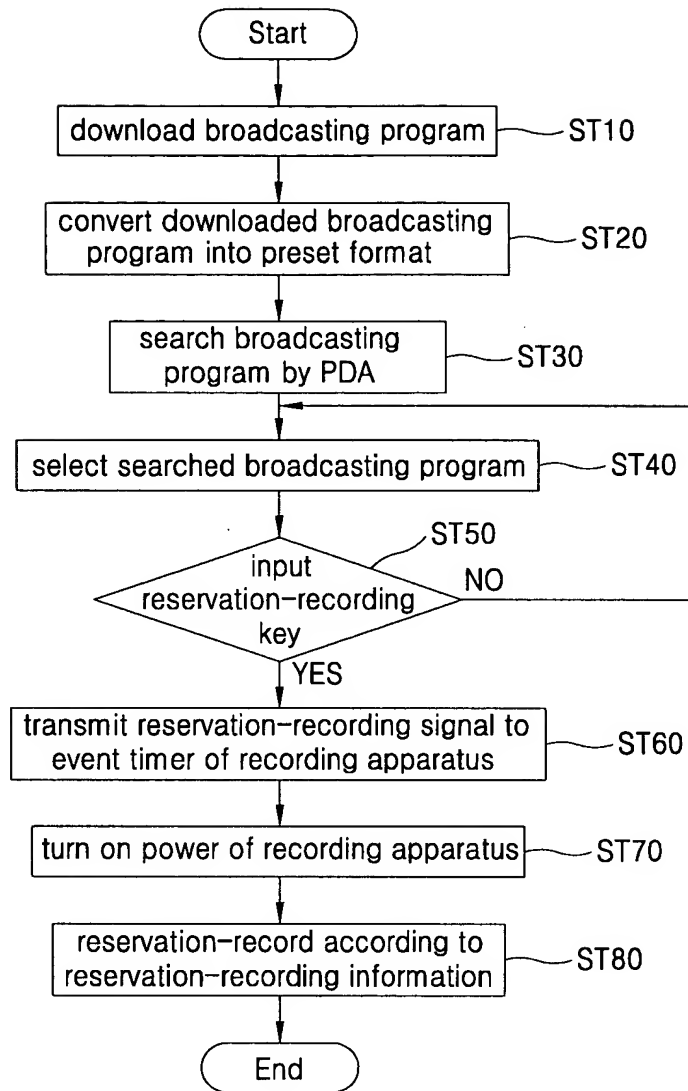 Start
download broadcasting program
ST10
convert downloaded broadcasting
program into preset format
ST20
search broadcasting
program by PDA
ST30
select searched broadcasting program
ST40
ST50
input
reservation-recording
key
NO
YES
transmit reservation-recording signal to
event timer of recording apparatus
ST60
turn on power of recording apparatus
ST70
reservation-record according to
reservation-recording information
ST80
End